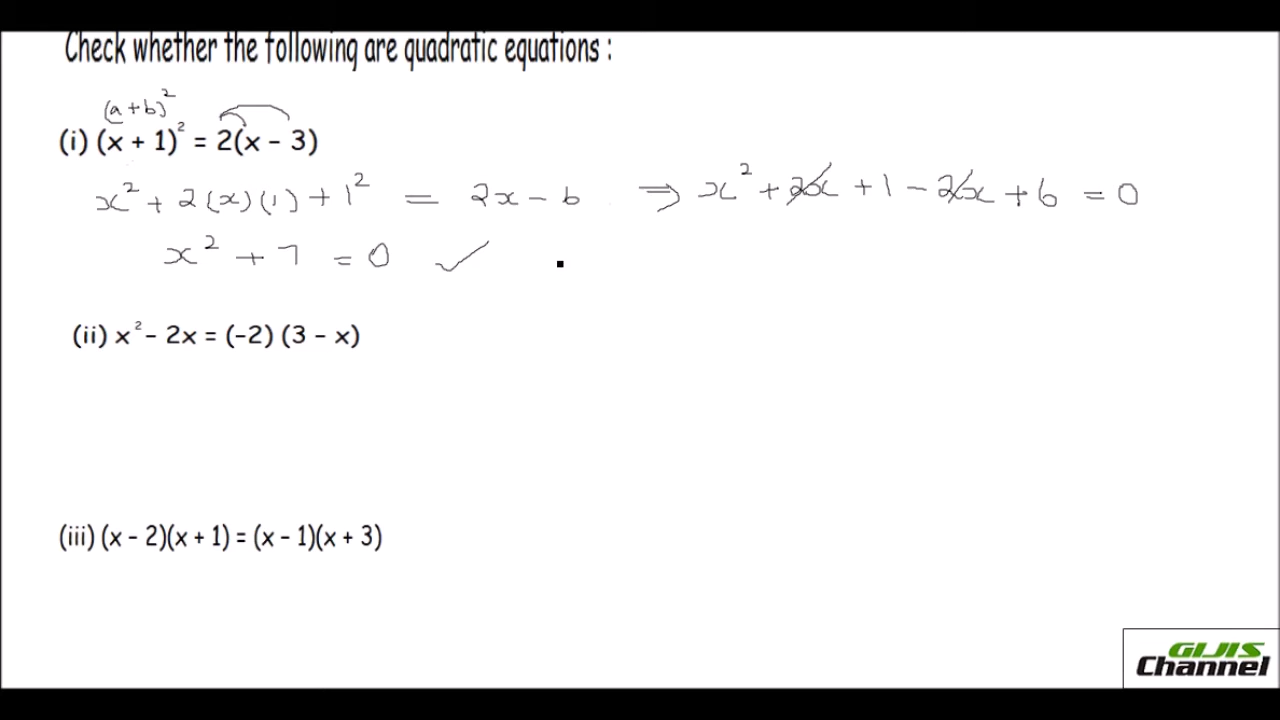 Check whether the following are quadratic equations :
(a+b)²
(i) (x + 1)² = 2(x – 3)
x² + 2(x)(1) + 1² = 2x – 6 ⇒ x² + 2x + 1 – 2x + 6 = 0
x² + 7 = 0 ✓
(ii) x² – 2x = (–2) (3 – x)
(iii) (x – 2)(x + 1) = (x – 1)(x + 3)
GIJIS
Channel